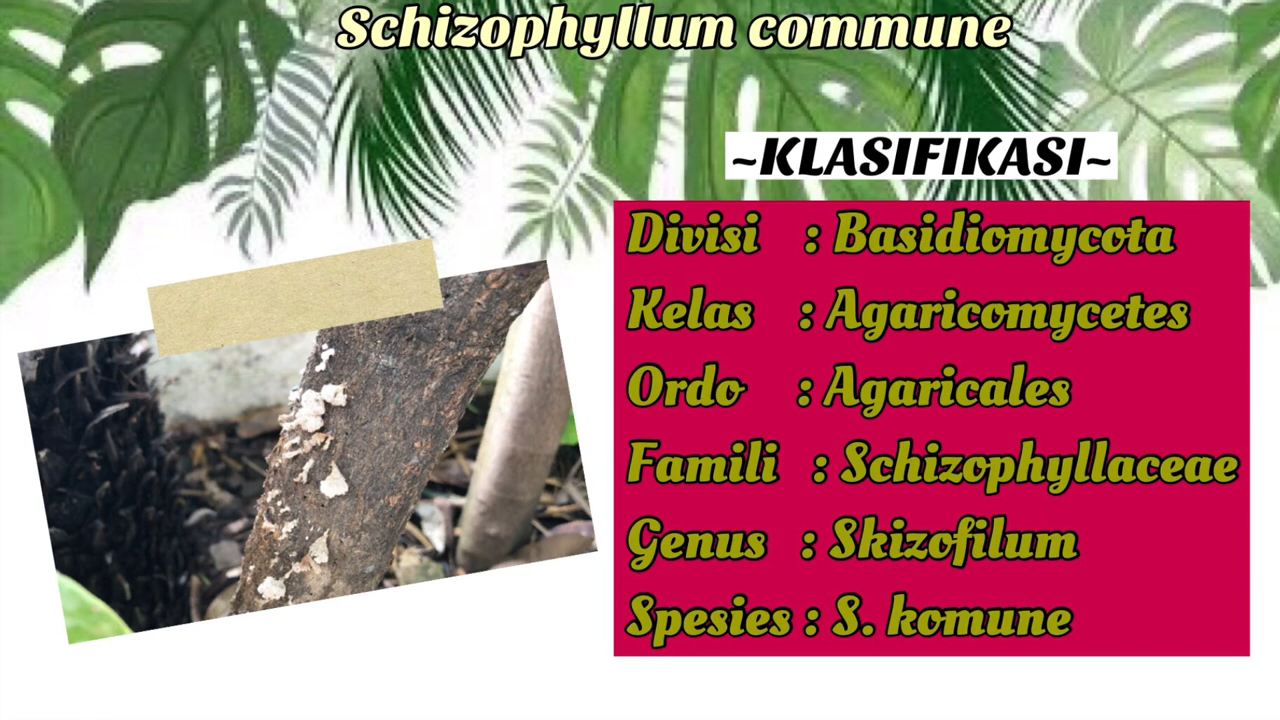 Schizophyllum commune
~KLASIFIKASI~
Divisi : Basidiomycota
Kelas : Agaricomycetes
Ordo : Agaricales
Famili : Schizophyllaceae
Genus : Skizofilum
Spesies : S. komune